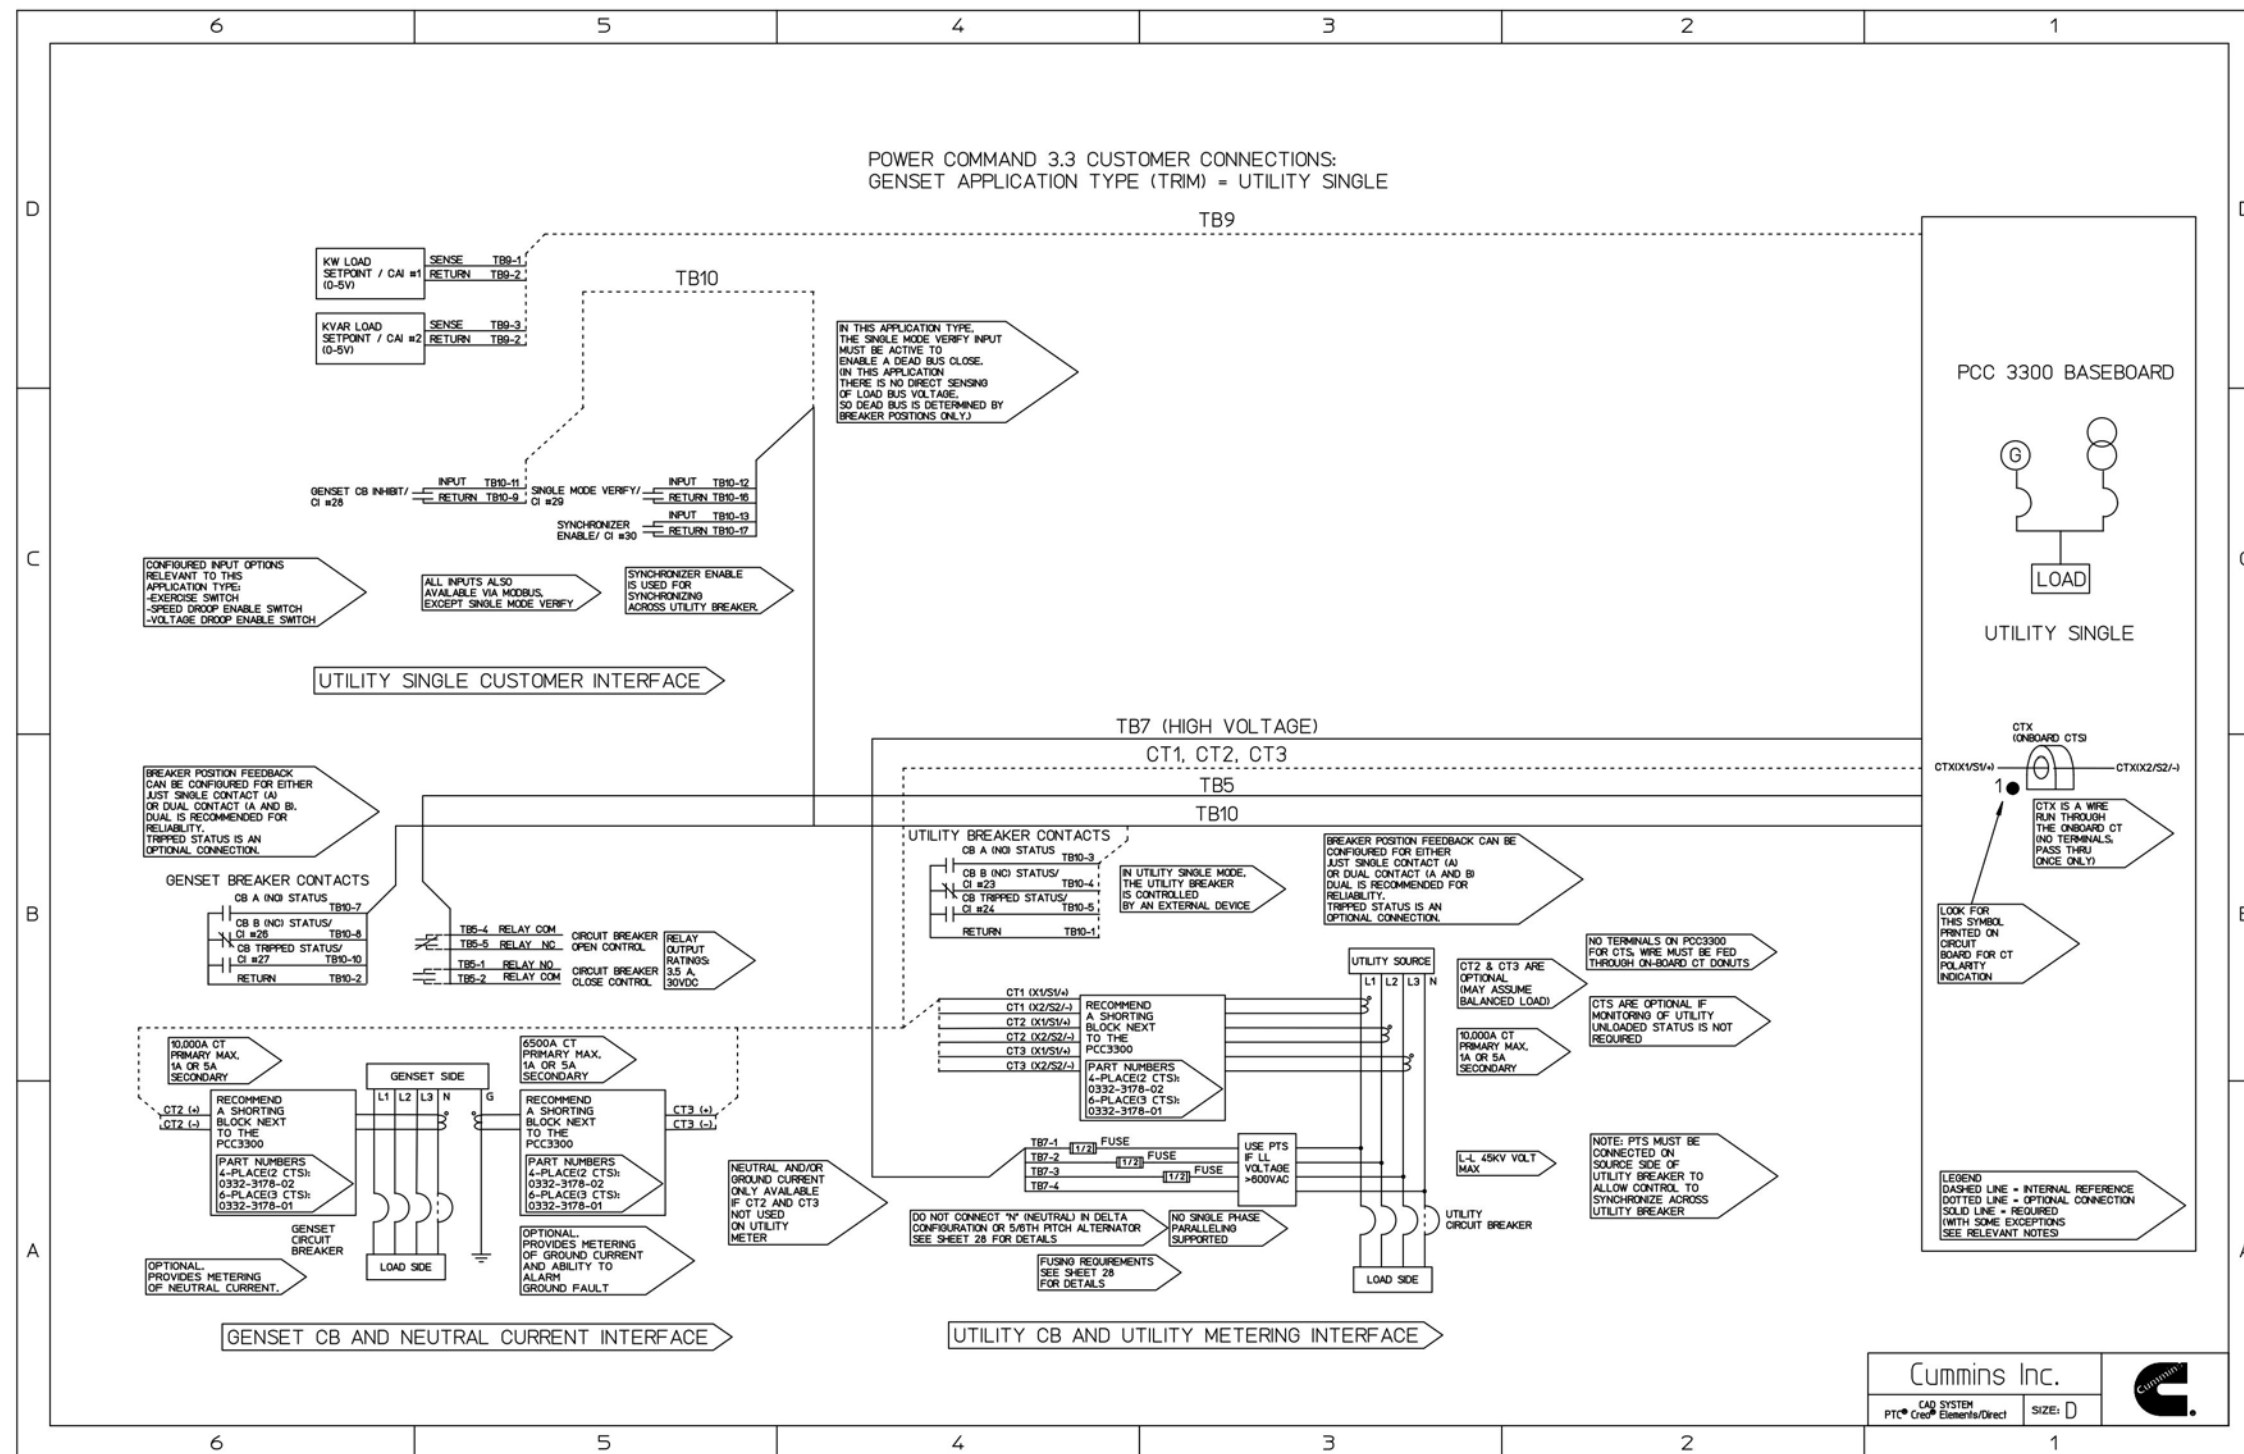 6
5
4
3
2
1
D
C
B
A
POWER COMMAND 3.3 CUSTOMER CONNECTIONS:
GENSET APPLICATION TYPE (TRIM) = UTILITY SINGLE
TB9
KW LOAD
SETPOINT / CAI #1
(0-5V)
SENSE TB9-1
RETURN TB9-2
KVAR LOAD
SETPOINT / CAI #2
(0-5V)
SENSE TB9-3
RETURN TB9-2
TB10
IN THIS APPLICATION TYPE,
THE SINGLE MODE VERIFY INPUT
MUST BE ACTIVE TO
ENABLE A DEAD BUS CLOSE.
(IN THIS APPLICATION
THERE IS NO DIRECT SENSING
OF LOAD BUS VOLTAGE,
SO DEAD BUS IS DETERMINED BY
BREAKER POSITIONS ONLY.)
GENSET CB INHIBIT/
CI #28
INPUT TB10-11
RETURN TB10-9
SINGLE MODE VERIFY/
CI #29
INPUT TB10-12
RETURN TB10-16
SYNCHRONIZER
ENABLE/ CI #30
INPUT TB10-13
RETURN TB10-17
CONFIGURED INPUT OPTIONS
RELEVANT TO THIS
APPLICATION TYPE:
-EXERCISE SWITCH
-SPEED DROOP ENABLE SWITCH
-VOLTAGE DROOP ENABLE SWITCH
ALL INPUTS ALSO
AVAILABLE VIA MODBUS,
EXCEPT SINGLE MODE VERIFY
SYNCHRONIZER ENABLE
IS USED FOR
SYNCHRONIZING
ACROSS UTILITY BREAKER.
UTILITY SINGLE CUSTOMER INTERFACE
PCC 3300 BASEBOARD
G
LOAD
UTILITY SINGLE
CTX
(ONBOARD CTS)
CTX(X1/S1/+)
CTX(X2/S2/-)
1
CTX IS A WIRE
RUN THROUGH
THE ONBOARD CT
(NO TERMINALS,
PASS THRU
ONCE ONLY)
LOOK FOR
THIS SYMBOL
PRINTED ON
CIRCUIT
BOARD FOR CT
POLARITY
INDICATION
LEGEND
DASHED LINE = INTERNAL REFERENCE
DOTTED LINE = OPTIONAL CONNECTION
SOLID LINE = REQUIRED
(WITH SOME EXCEPTIONS
SEE RELEVANT NOTES)
TB7 (HIGH VOLTAGE)
CT1, CT2, CT3
TB5
TB10
BREAKER POSITION FEEDBACK
CAN BE CONFIGURED FOR EITHER
JUST SINGLE CONTACT (A)
OR DUAL CONTACT (A AND B).
DUAL IS RECOMMENDED FOR
RELIABILITY.
TRIPPED STATUS IS AN
OPTIONAL CONNECTION.
GENSET BREAKER CONTACTS
CB A (NO) STATUS
TB10-7
CB B (NC) STATUS/
CI #26 TB10-8
CB TRIPPED STATUS/
CI #27 TB10-10
RETURN TB10-2
TB5-4 RELAY COM
TB5-5 RELAY NC
CIRCUIT BREAKER
OPEN CONTROL
TB5-1 RELAY NO
TB5-2 RELAY COM
CIRCUIT BREAKER
CLOSE CONTROL
RELAY
OUTPUT
RATINGS:
3.5 A,
30VDC
UTILITY BREAKER CONTACTS
CB A (NO) STATUS
TB10-3
CB B (NC) STATUS/
CI #23 TB10-4
CB TRIPPED STATUS/
CI #24 TB10-5
RETURN TB10-1
IN UTILITY SINGLE MODE,
THE UTILITY BREAKER
IS CONTROLLED
BY AN EXTERNAL DEVICE
BREAKER POSITION FEEDBACK CAN BE
CONFIGURED FOR EITHER
JUST SINGLE CONTACT (A)
OR DUAL CONTACT (A AND B)
DUAL IS RECOMMENDED FOR
RELIABILITY.
TRIPPED STATUS IS AN
OPTIONAL CONNECTION.
UTILITY SOURCE
L1 L2 L3 N
CT2 & CT3 ARE
OPTIONAL
(MAY ASSUME
BALANCED LOAD)
NO TERMINALS ON PCC3300
FOR CTS, WIRE MUST BE FED
THROUGH ON-BOARD CT DONUTS
CTS ARE OPTIONAL IF
MONITORING OF UTILITY
UNLOADED STATUS IS NOT
REQUIRED
10,000A CT
PRIMARY MAX,
1A OR 5A
SECONDARY
CT1 (X1/S1/+)
CT1 (X2/S2/-)
CT2 (X1/S1/+)
CT2 (X2/S2/-)
CT3 (X1/S1/+)
CT3 (X2/S2/-)
RECOMMEND
A SHORTING
BLOCK NEXT
TO THE
PCC3300
PART NUMBERS
4-PLACE(2 CTS):
0332-3178-02
6-PLACE(3 CTS):
0332-3178-01
10,000A CT
PRIMARY MAX,
1A OR 5A
SECONDARY
GENSET SIDE
L1 L2 L3 N G
6500A CT
PRIMARY MAX,
1A OR 5A
SECONDARY
CT2 (+)
CT2 (-)
RECOMMEND
A SHORTING
BLOCK NEXT
TO THE
PCC3300
PART NUMBERS
4-PLACE(2 CTS):
0332-3178-02
6-PLACE(3 CTS):
0332-3178-01
RECOMMEND
A SHORTING
BLOCK NEXT
TO THE
PCC3300
PART NUMBERS
4-PLACE(2 CTS):
0332-3178-02
6-PLACE(3 CTS):
0332-3178-01
CT3 (+)
CT3 (-)
GENSET
CIRCUIT
BREAKER
LOAD SIDE
OPTIONAL.
PROVIDES METERING
OF NEUTRAL CURRENT.
OPTIONAL.
PROVIDES METERING
OF GROUND CURRENT
AND ABILITY TO
ALARM
GROUND FAULT
NEUTRAL AND/OR
GROUND CURRENT
ONLY AVAILABLE
IF CT2 AND CT3
NOT USED
ON UTILITY
METER
TB7-1 [1/2] FUSE
TB7-2 [1/2] FUSE
TB7-3 [1/2] FUSE
TB7-4
USE PTS
IF LL
VOLTAGE
>600VAC
L-L 45KV VOLT
MAX
NOTE: PTS MUST BE
CONNECTED ON
SOURCE SIDE OF
UTILITY BREAKER TO
ALLOW CONTROL TO
SYNCHRONIZE ACROSS
UTILITY BREAKER
DO NOT CONNECT "N" (NEUTRAL) IN DELTA
CONFIGURATION OR 5/6TH PITCH ALTERNATOR
SEE SHEET 28 FOR DETAILS
NO SINGLE PHASE
PARALLELING
SUPPORTED
FUSING REQUIREMENTS
SEE SHEET 28
FOR DETAILS
UTILITY
CIRCUIT BREAKER
LOAD SIDE
GENSET CB AND NEUTRAL CURRENT INTERFACE
UTILITY CB AND UTILITY METERING INTERFACE
Cummins Inc.
CAD SYSTEM
PTC® Creo® Elements/Direct
SIZE: D
Cummins
6
5
4
3
2
1